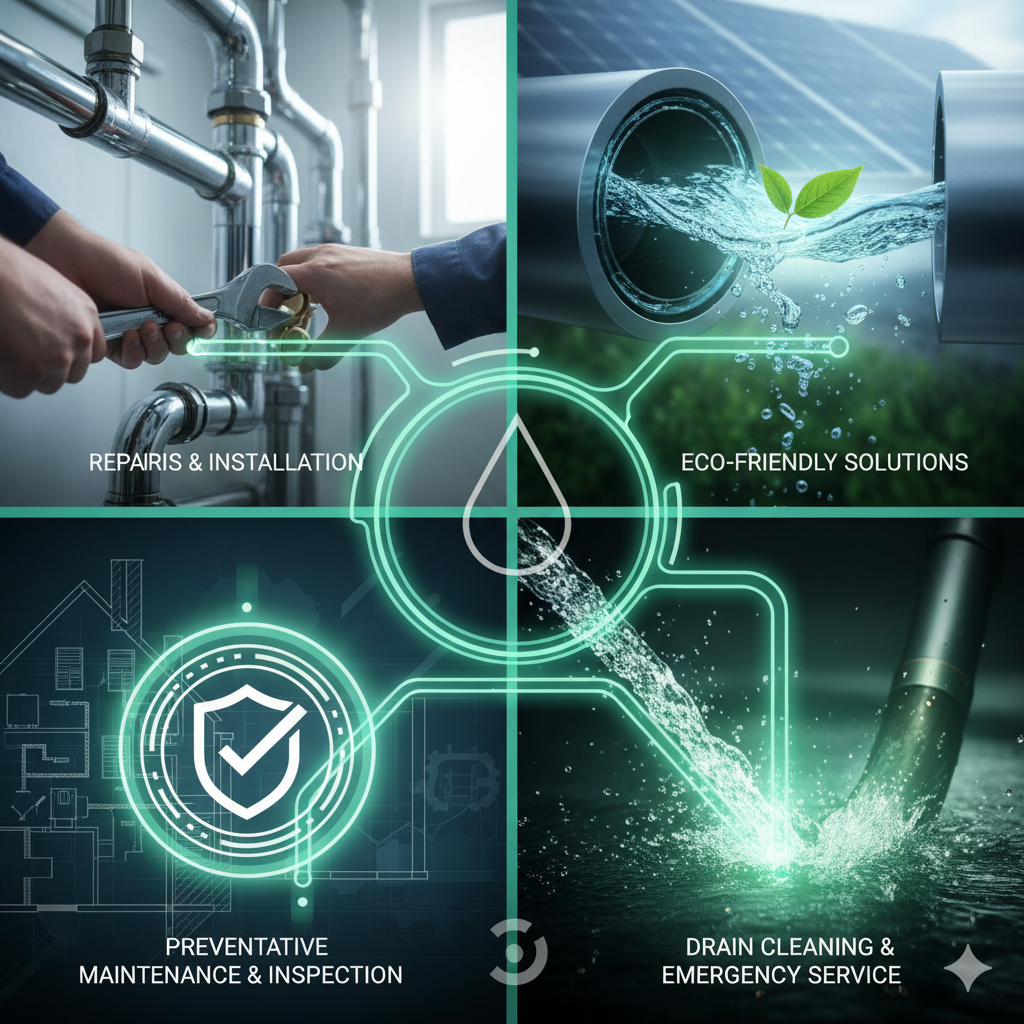 REPAIRIS & INSTALLATION
ECO-FRIENDLY SOLUTIONS
PREVENTATIVE
MAINTENANCE & INSPECTION
DRAIN CLEANING &
EMERGENCY SERVICE